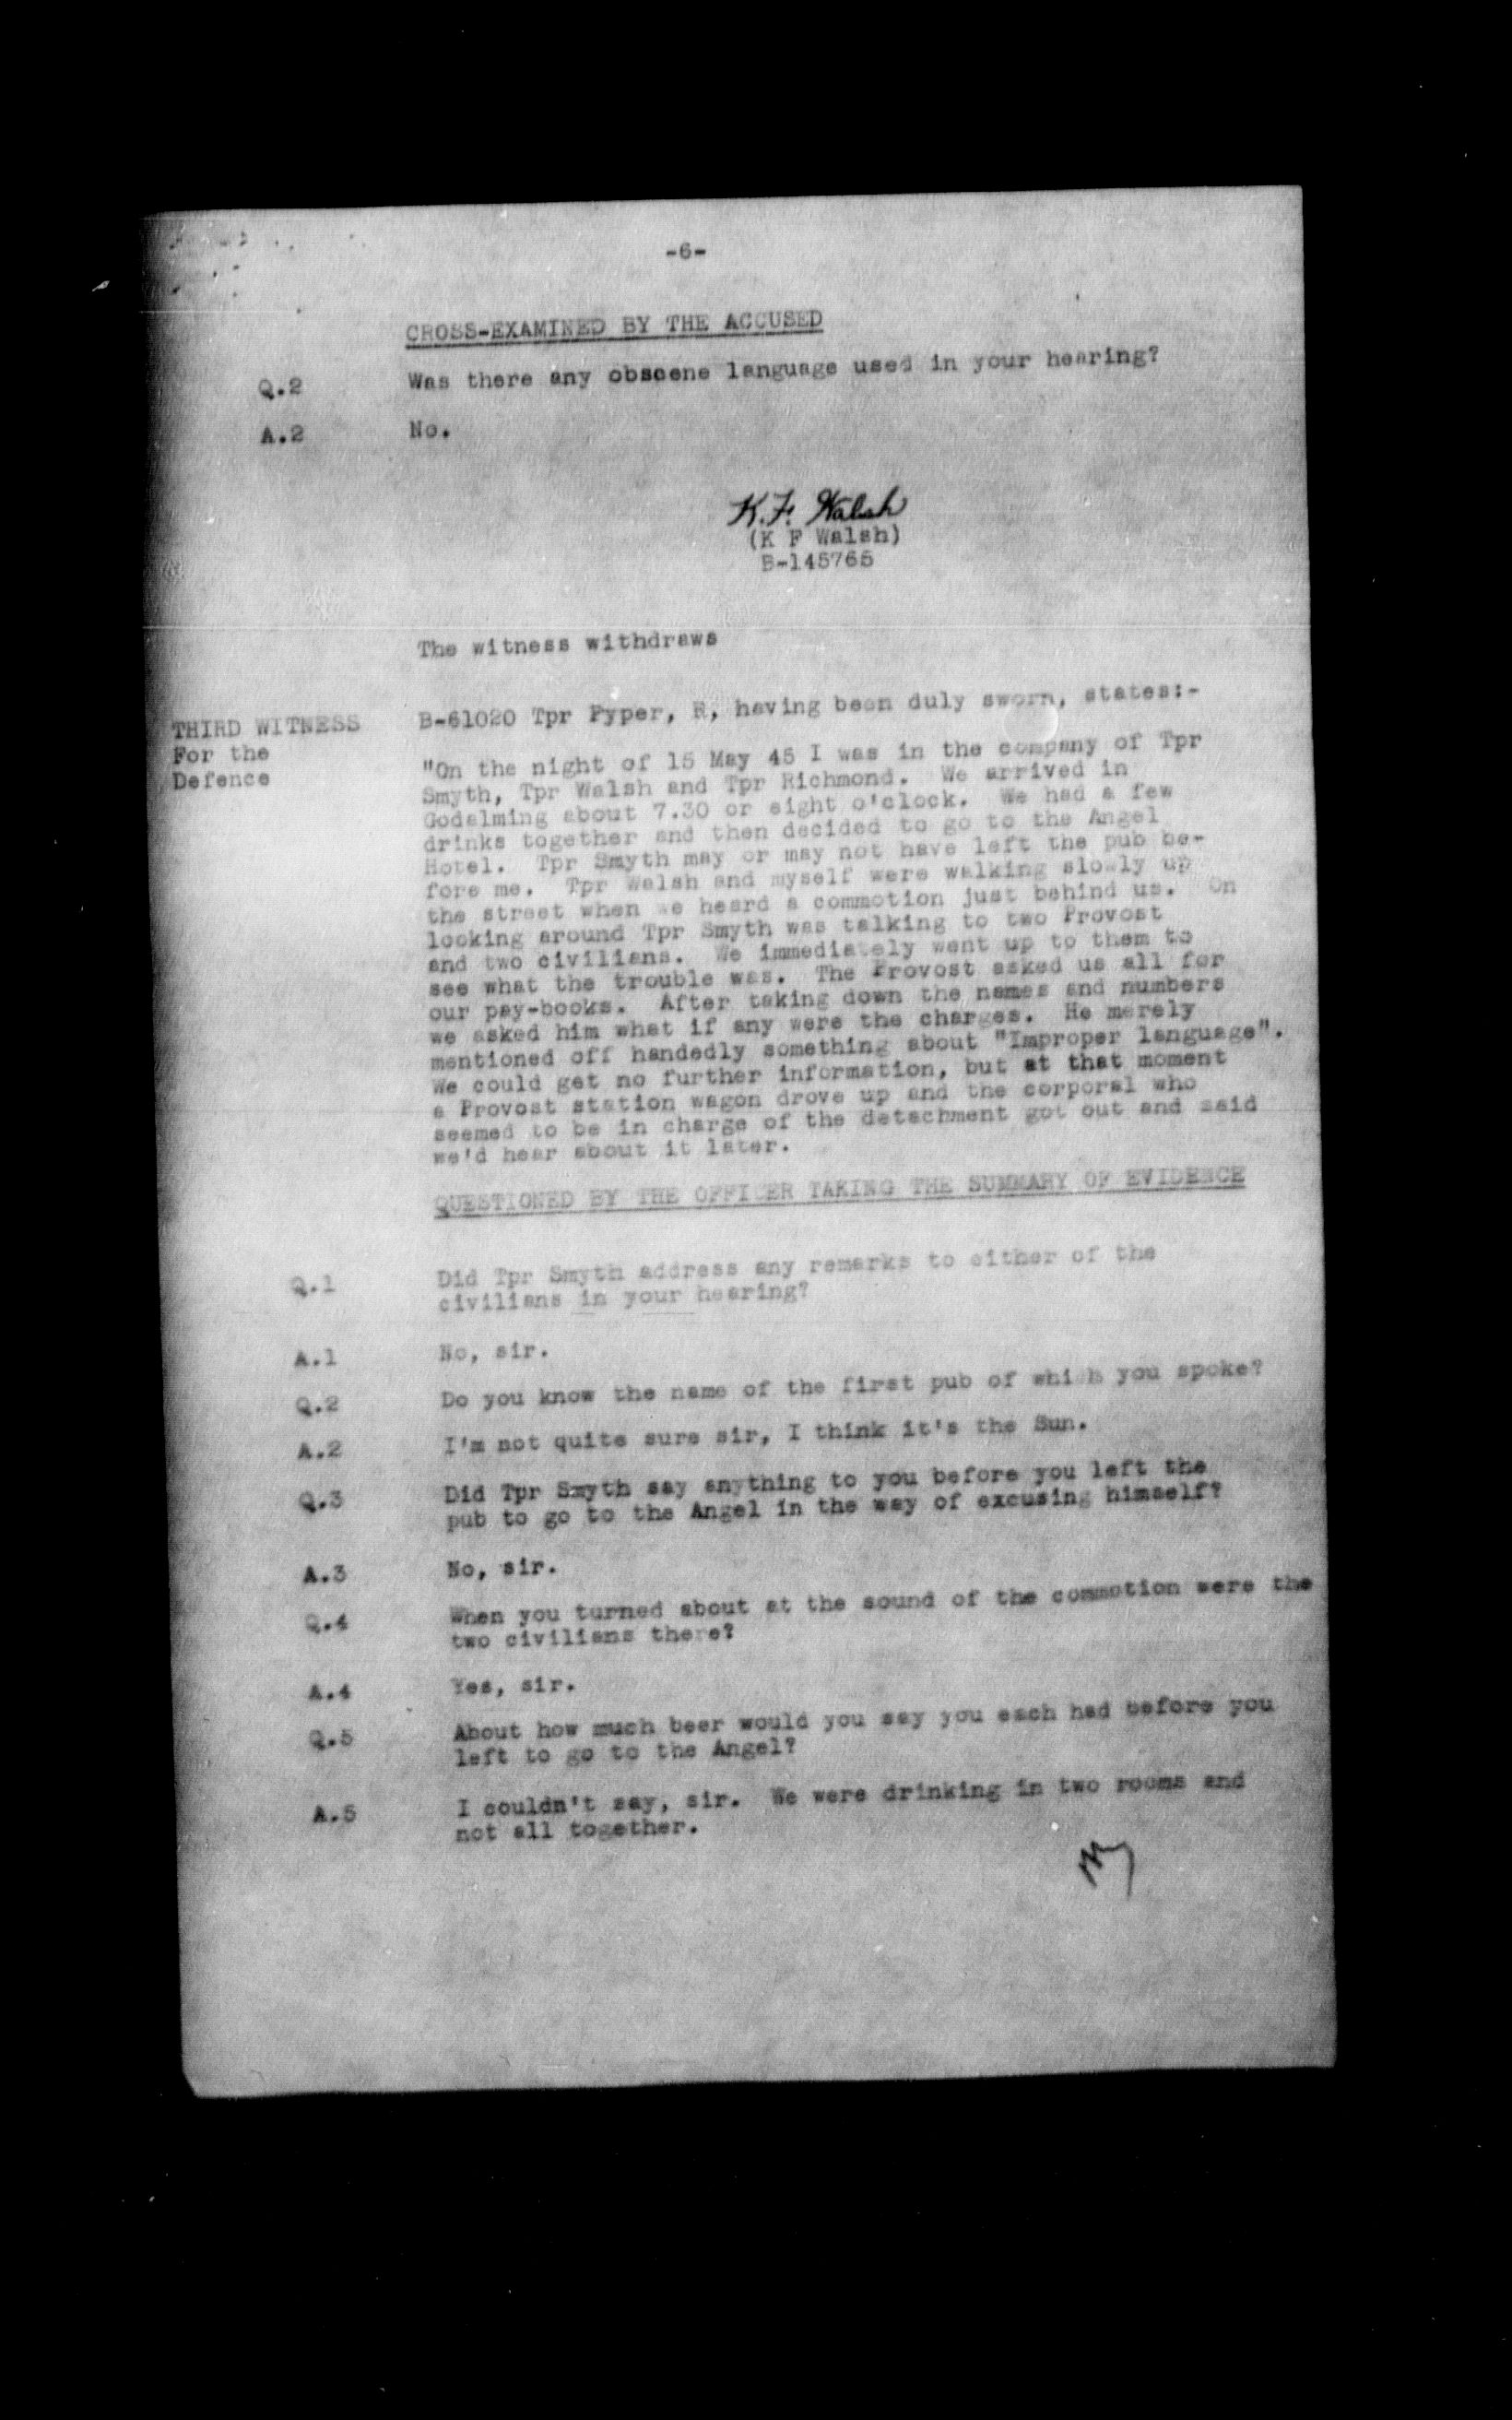 -6-
CROSS-EXAMINED BY THE ACCUSED
Q.2 Was there any obscene language used in your hearing?
A.2 No.
K.F. Walsh
(K F Walsh)
B-145765
The witness withdraws
THIRD WITNESS
For the
Defence
B-61020 Tpr Pyper, R, having been duly sworn, states:-
"On the night of 15 May 45 I was in the company of Tpr
Smyth, Tpr Walsh and Tpr Richmond. We arrived in
Godalming about 7.30 or eight o'clock. We had a few
drinks together and then decided to go to the Angel
Hotel. Tpr Smyth may or may not have left the pub be-
fore me. Tpr Walsh and myself were walking slowly up
the street when we heard a commotion just behind us. On
looking around Tpr Smyth was talking to two Provost
and two civilians. We immediately went up to them to
see what the trouble was. The Provost asked us all for
our pay-books. After taking down the names and numbers
we asked him what if any were the charges. He merely
mentioned off handedly something about "Improper language".
We could get no further information, but at that moment
a Provost station wagon drove up and the corporal who
seemed to be in charge of the detachment got out and said
we'd hear about it later.
QUESTIONED BY THE OFFICER TAKING THE SUMMARY OF EVIDENCE
Q.1 Did Tpr Smyth address any remarks to either of the
civilians in your hearing?
A.1 No, sir.
Q.2 Do you know the name of the first pub of which you spoke?
A.2 I'm not quite sure sir, I think it's the Sun.
Q.3 Did Tpr Smyth say anything to you before you left the
pub to go to the Angel in the way of excusing himself?
A.3 No, sir.
Q.4 When you turned about at the sound of the commotion were the
two civilians there?
A.4 Yes, sir.
Q.5 About how much beer would you say you each had before you
left to go to the Angel?
A.5 I couldn't say, sir. We were drinking in two rooms and
not all together.